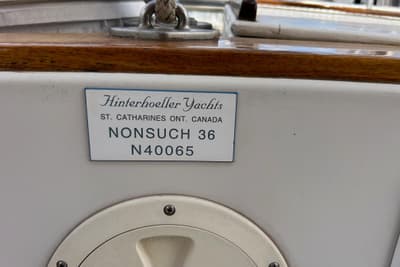 Hinterhoeller Yachts
ST. CATHARINES ONT. CANADA
NONSUCH 36
N40065